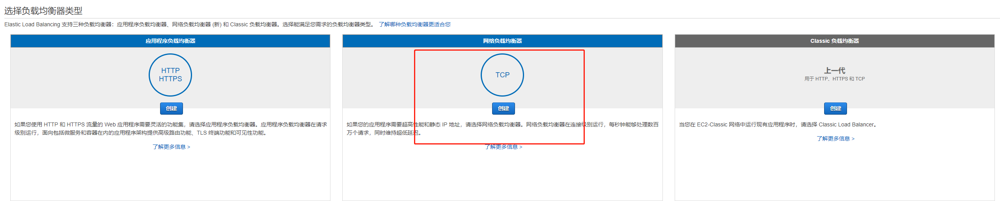 选择负载均衡器类型
Elastic Load Balancing 支持三种负载均衡器：应用程序负载均衡器、网络负载均衡器 (新) 和 Classic 负载均衡器。选择能满足您需求的负载均衡器类型。 了解哪种负载均衡器更适合您
应用程序负载均衡器
HTTP
HTTPS
创建
如果您使用 HTTP 和 HTTPS 流量的 Web 应用程序需要灵活的功能集，请选择应用程序负载均衡器。应用程序负载均衡器在请求
级别运行，面向包括微服务和容器在内的应用程序架构提供高级路由功能、TLS 终端功能和可见性功能。
了解更多信息 >
网络负载均衡器
TCP
创建
如果您的应用程序需要超高性能和静态 IP 地址，请选择网络负载均衡器。网络负载均衡器在连接级别运行，每秒钟能够处理数百
万个请求，同时维持超低延迟。
了解更多信息 >
Classic 负载均衡器
上一代
用于 HTTP、HTTPS 和 TCP
创建
当您在 EC2-Classic 网络中运行现有应用程序时，请选择 Classic Load Balancer。
了解更多信息 >